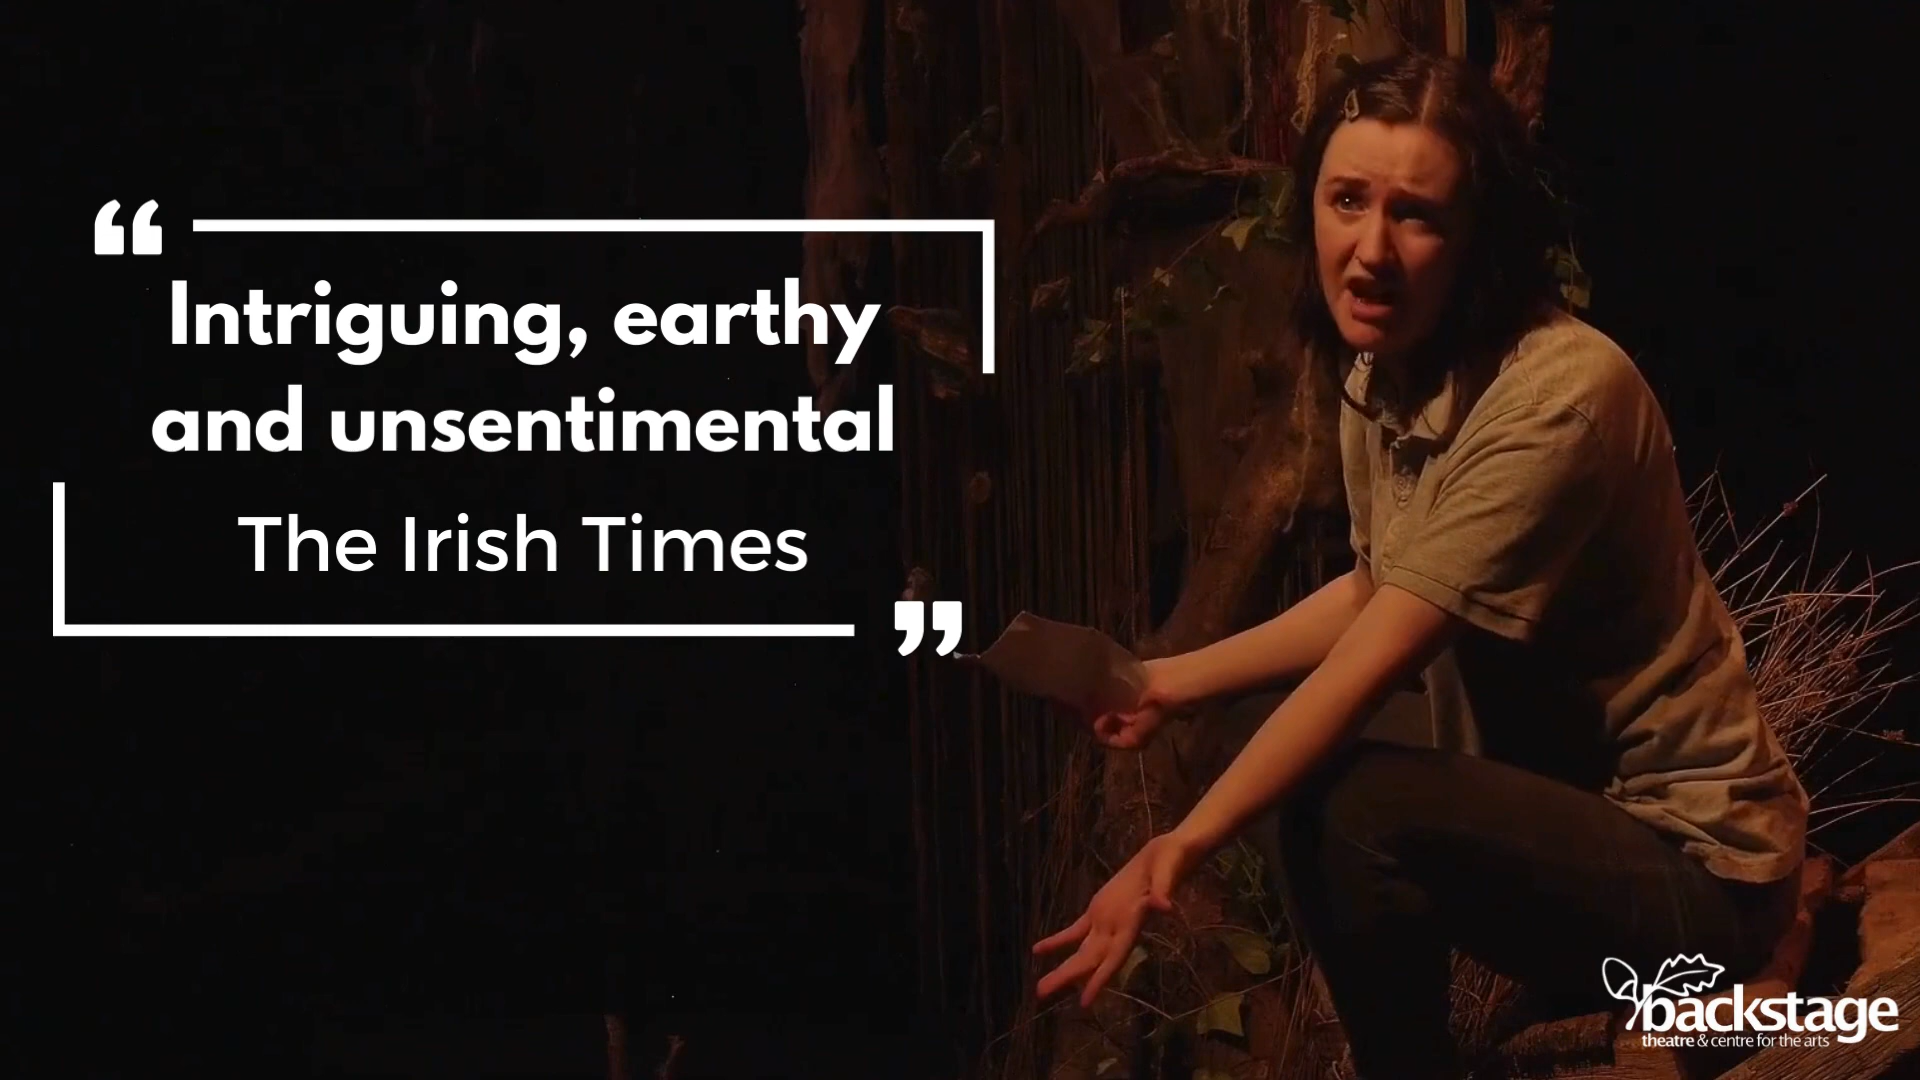 “
Intriguing, earthy
and unsentimental
The Irish Times
”
backstage
theatre & centre for the arts